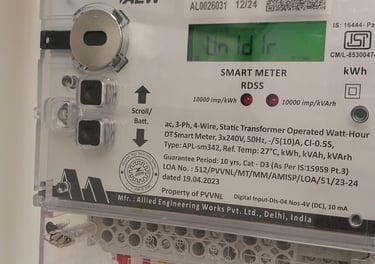 AEW
AL0026031 12/24
Unidir
IS: 16444- Pa
ISI
CM/L-85300474
SMART METER
RDSS
kWh
10000 imp/kWh
10000 imp/kVArh
Scroll/
Batt.
ac, 3-Ph, 4-Wire, Static Transformer Operated Watt-Hour
DT Smart Meter, 3x240V, 50Hz, -/5(10)A, Cl-0.5S,
Type: APL-sm342, Ref. Temp: 27°C, kWh, kVAh, kVArh
Guarantee Period: 10 yrs, Cat - D3 (As Per IS:15959 Pt.3)
LOA No. : 512/PVVNL/MT/MM/AMISP/LOA/51/23-24
dated 19.04.2023
Property of PVVNL
Digital Input-DIs-04 Nos-4V (DC), 10 mA
Mfr. : Allied Engineering Works Pvt. Ltd., Delhi, India